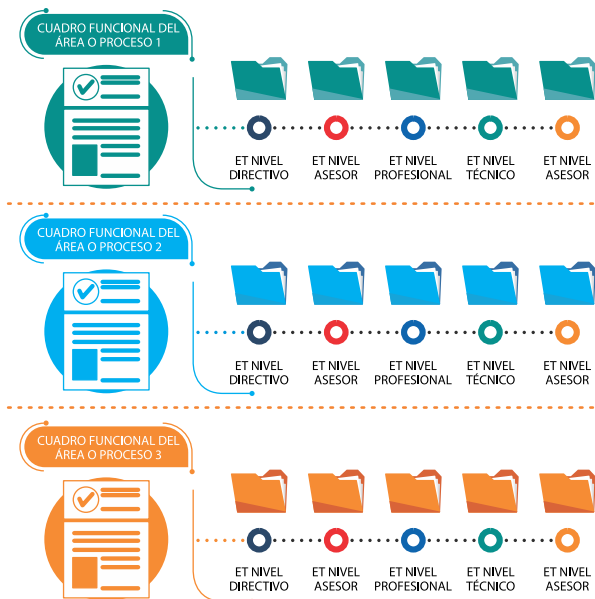 CUADRO FUNCIONAL DEL
ÁREA O PROCESO 1
ET NIVEL
DIRECTIVO
ET NIVEL
ASESOR
ET NIVEL
PROFESIONAL
ET NIVEL
TÉCNICO
ET NIVEL
ASESOR
CUADRO FUNCIONAL DEL
ÁREA O PROCESO 2
ET NIVEL
DIRECTIVO
ET NIVEL
ASESOR
ET NIVEL
PROFESIONAL
ET NIVEL
TÉCNICO
ET NIVEL
ASESOR
CUADRO FUNCIONAL DEL
ÁREA O PROCESO 3
ET NIVEL
DIRECTIVO
ET NIVEL
ASESOR
ET NIVEL
PROFESIONAL
ET NIVEL
TÉCNICO
ET NIVEL
ASESOR